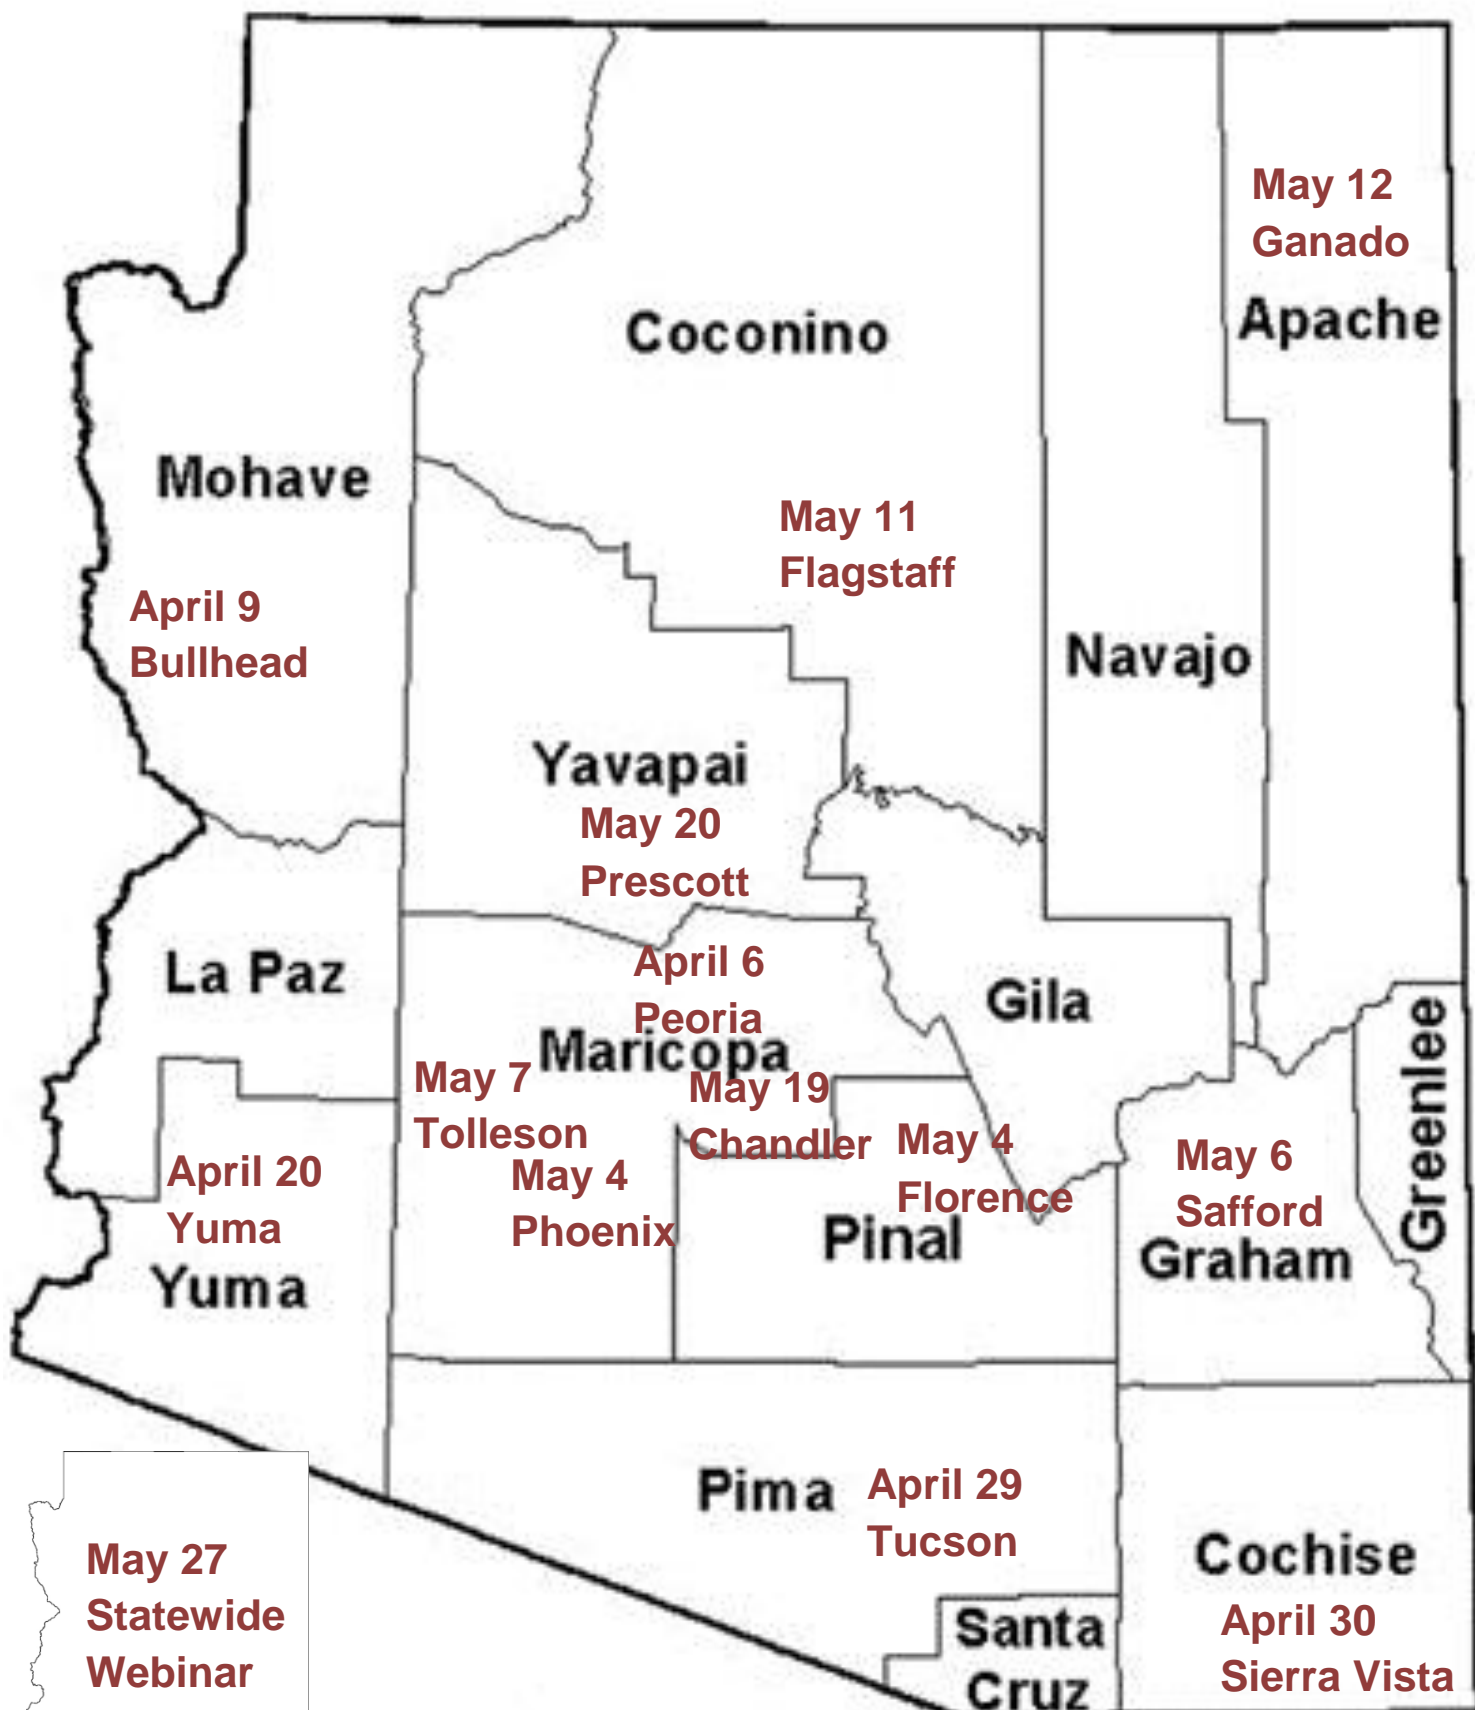 May 12
Ganado
Apache
Coconino
Mohave
May 11
Flagstaff
April 9
Bullhead
Navajo
Yavapai
May 20
Prescott
La Paz
April 6
Peoria
Maricopa
Gila
Greenlee
May 7
Tolleson
May 19
Chandler
May 4
Florence
May 4
Phoenix
Pinal
May 6
Safford
Graham
April 20
Yuma
Yuma
Pima
April 29
Tucson
Cochise
April 30
Sierra Vista
Santa
Cruz
May 27
Statewide
Webinar